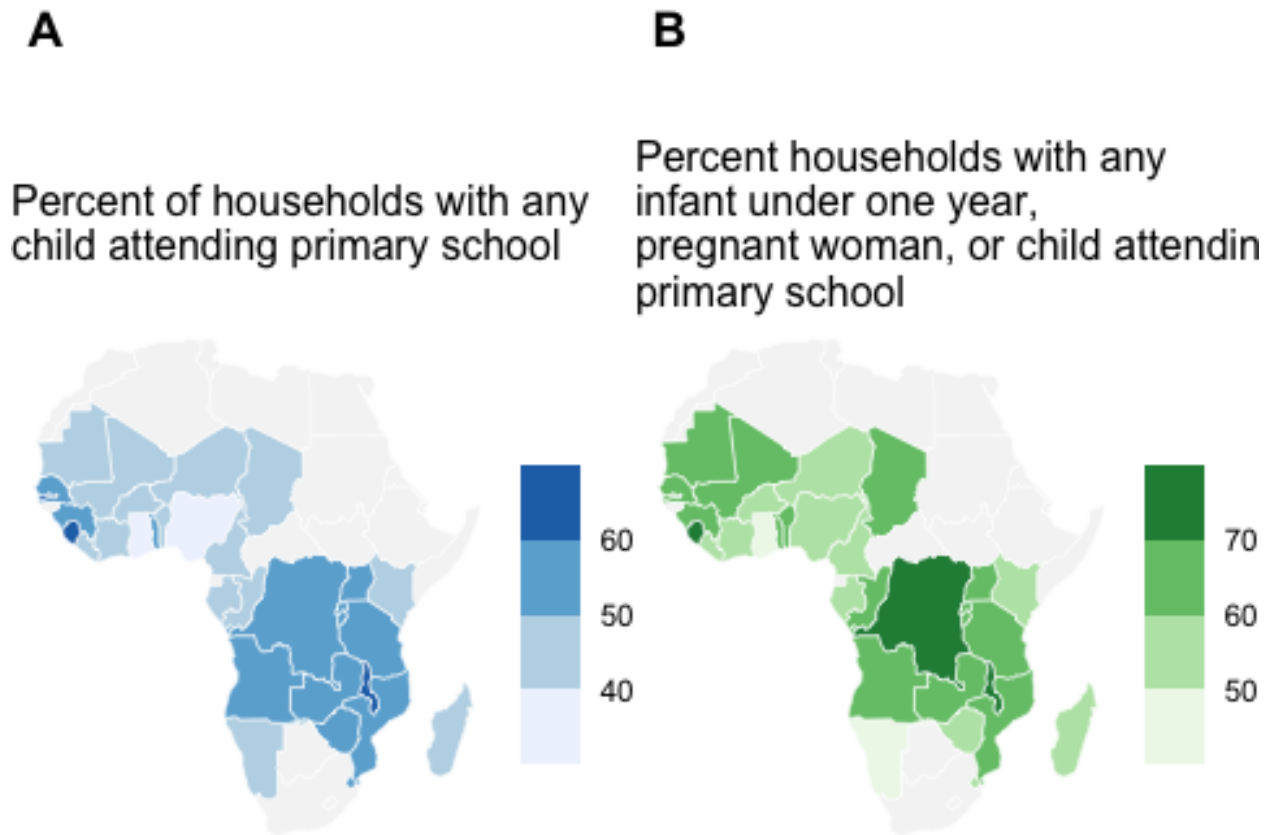 A
B
Percent of households with any
child attending primary school
Percent households with any
infant under one year,
pregnant woman, or child attendin
primary school
60
50
40
70
60
50